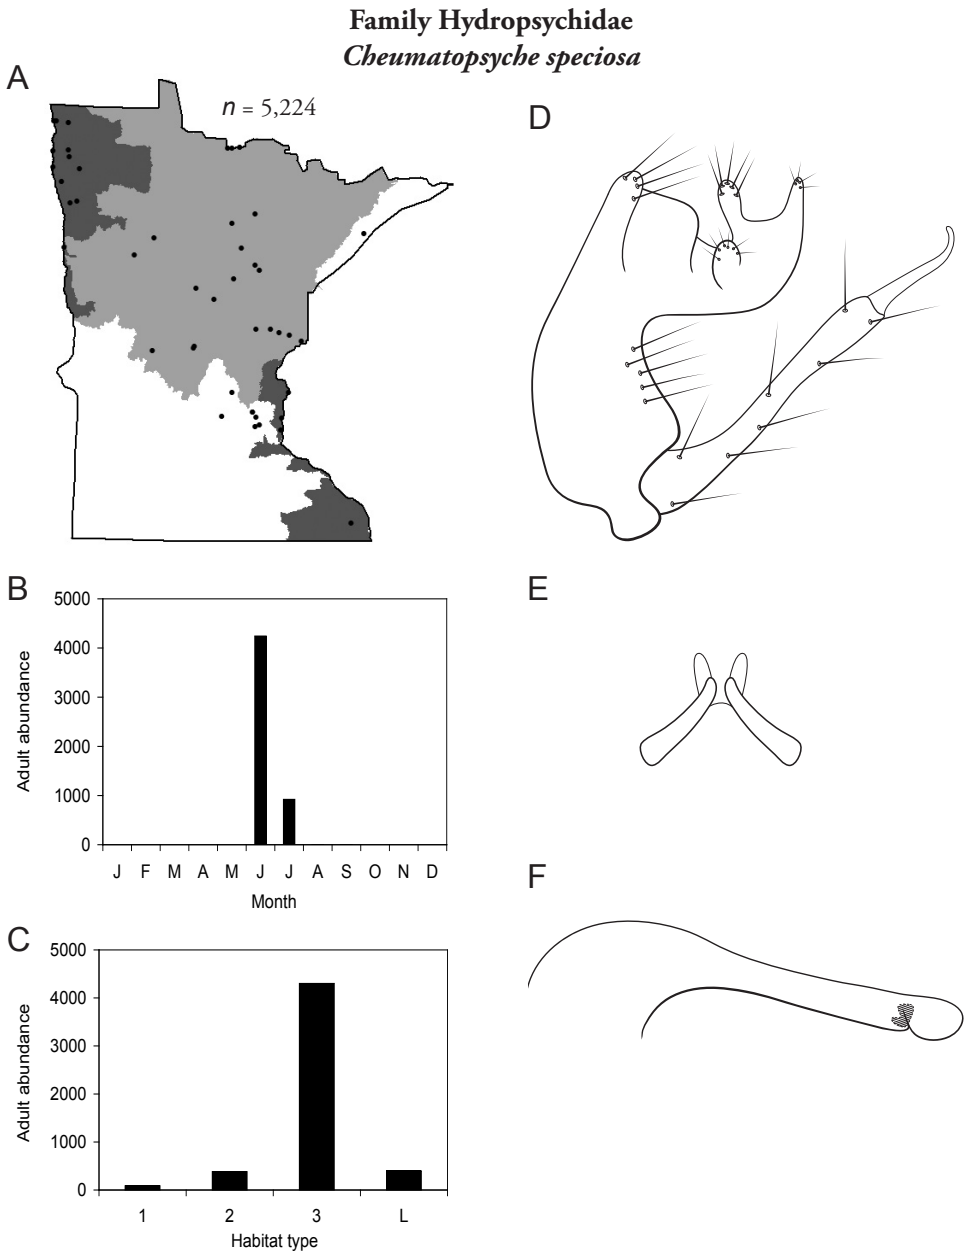 Family Hydropsychidae
Cheumatopsyche speciosa
A
n = 5,224
B
5000
4000
3000
2000
1000
0
Adult abundance
J F M A M J J A S O N D
Month
C
5000
4000
3000
2000
1000
0
Adult abundance
1 2 3 L
Habitat type
D
E
F